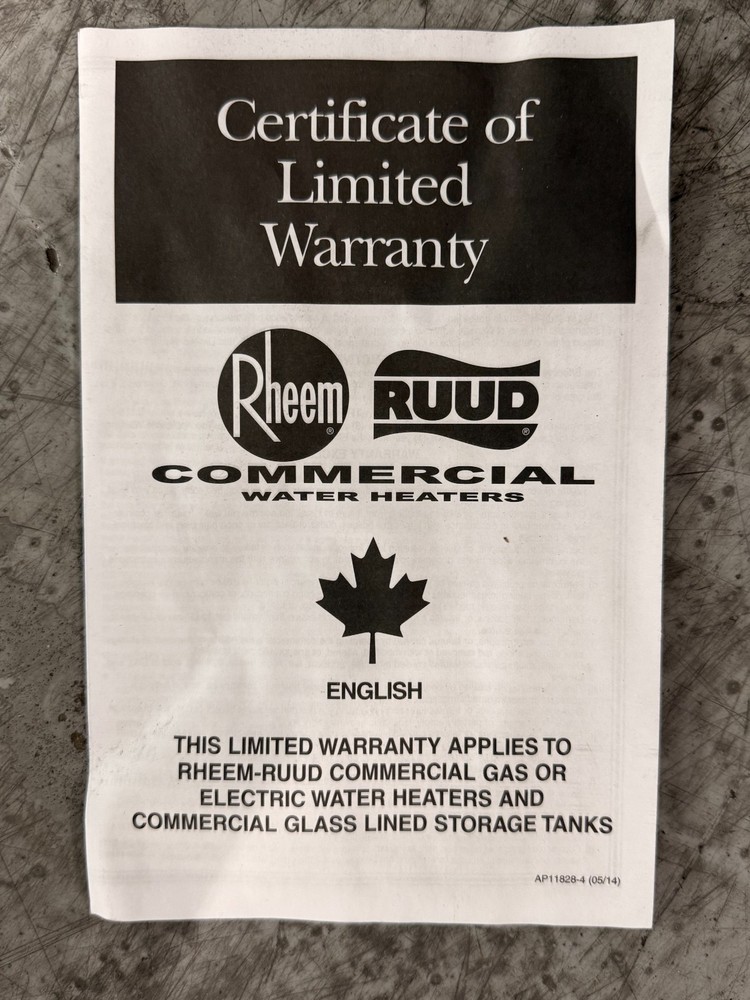 Certificate of
Limited
Warranty
Rheem®
RUUD®
COMMERCIAL
WATER HEATERS
ENGLISH
THIS LIMITED WARRANTY APPLIES TO
RHEEM-RUUD COMMERCIAL GAS OR
ELECTRIC WATER HEATERS AND
COMMERCIAL GLASS LINED STORAGE TANKS
AP11828-4 (05/14)